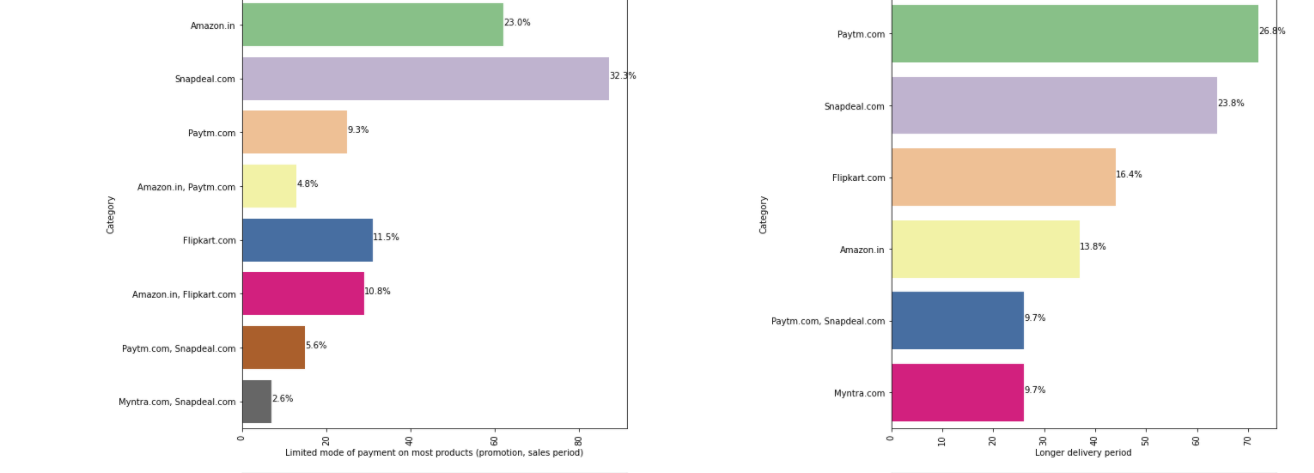 Category
Amazon.in
23.0%
Snapdeal.com
32.3%
Paytm.com
9.3%
Amazon.in, Paytm.com
4.8%
Flipkart.com
11.5%
Amazon.in, Flipkart.com
10.8%
Paytm.com, Snapdeal.com
5.6%
Myntra.com, Snapdeal.com
2.6%
0
20
40
60
80
Limited mode of payment on most products (promotion, sales period)
Category
Paytm.com
26.8%
Snapdeal.com
23.8%
Flipkart.com
16.4%
Amazon.in
13.8%
Paytm.com, Snapdeal.com
9.7%
Myntra.com
9.7%
0
10
20
30
40
50
60
70
Longer delivery period